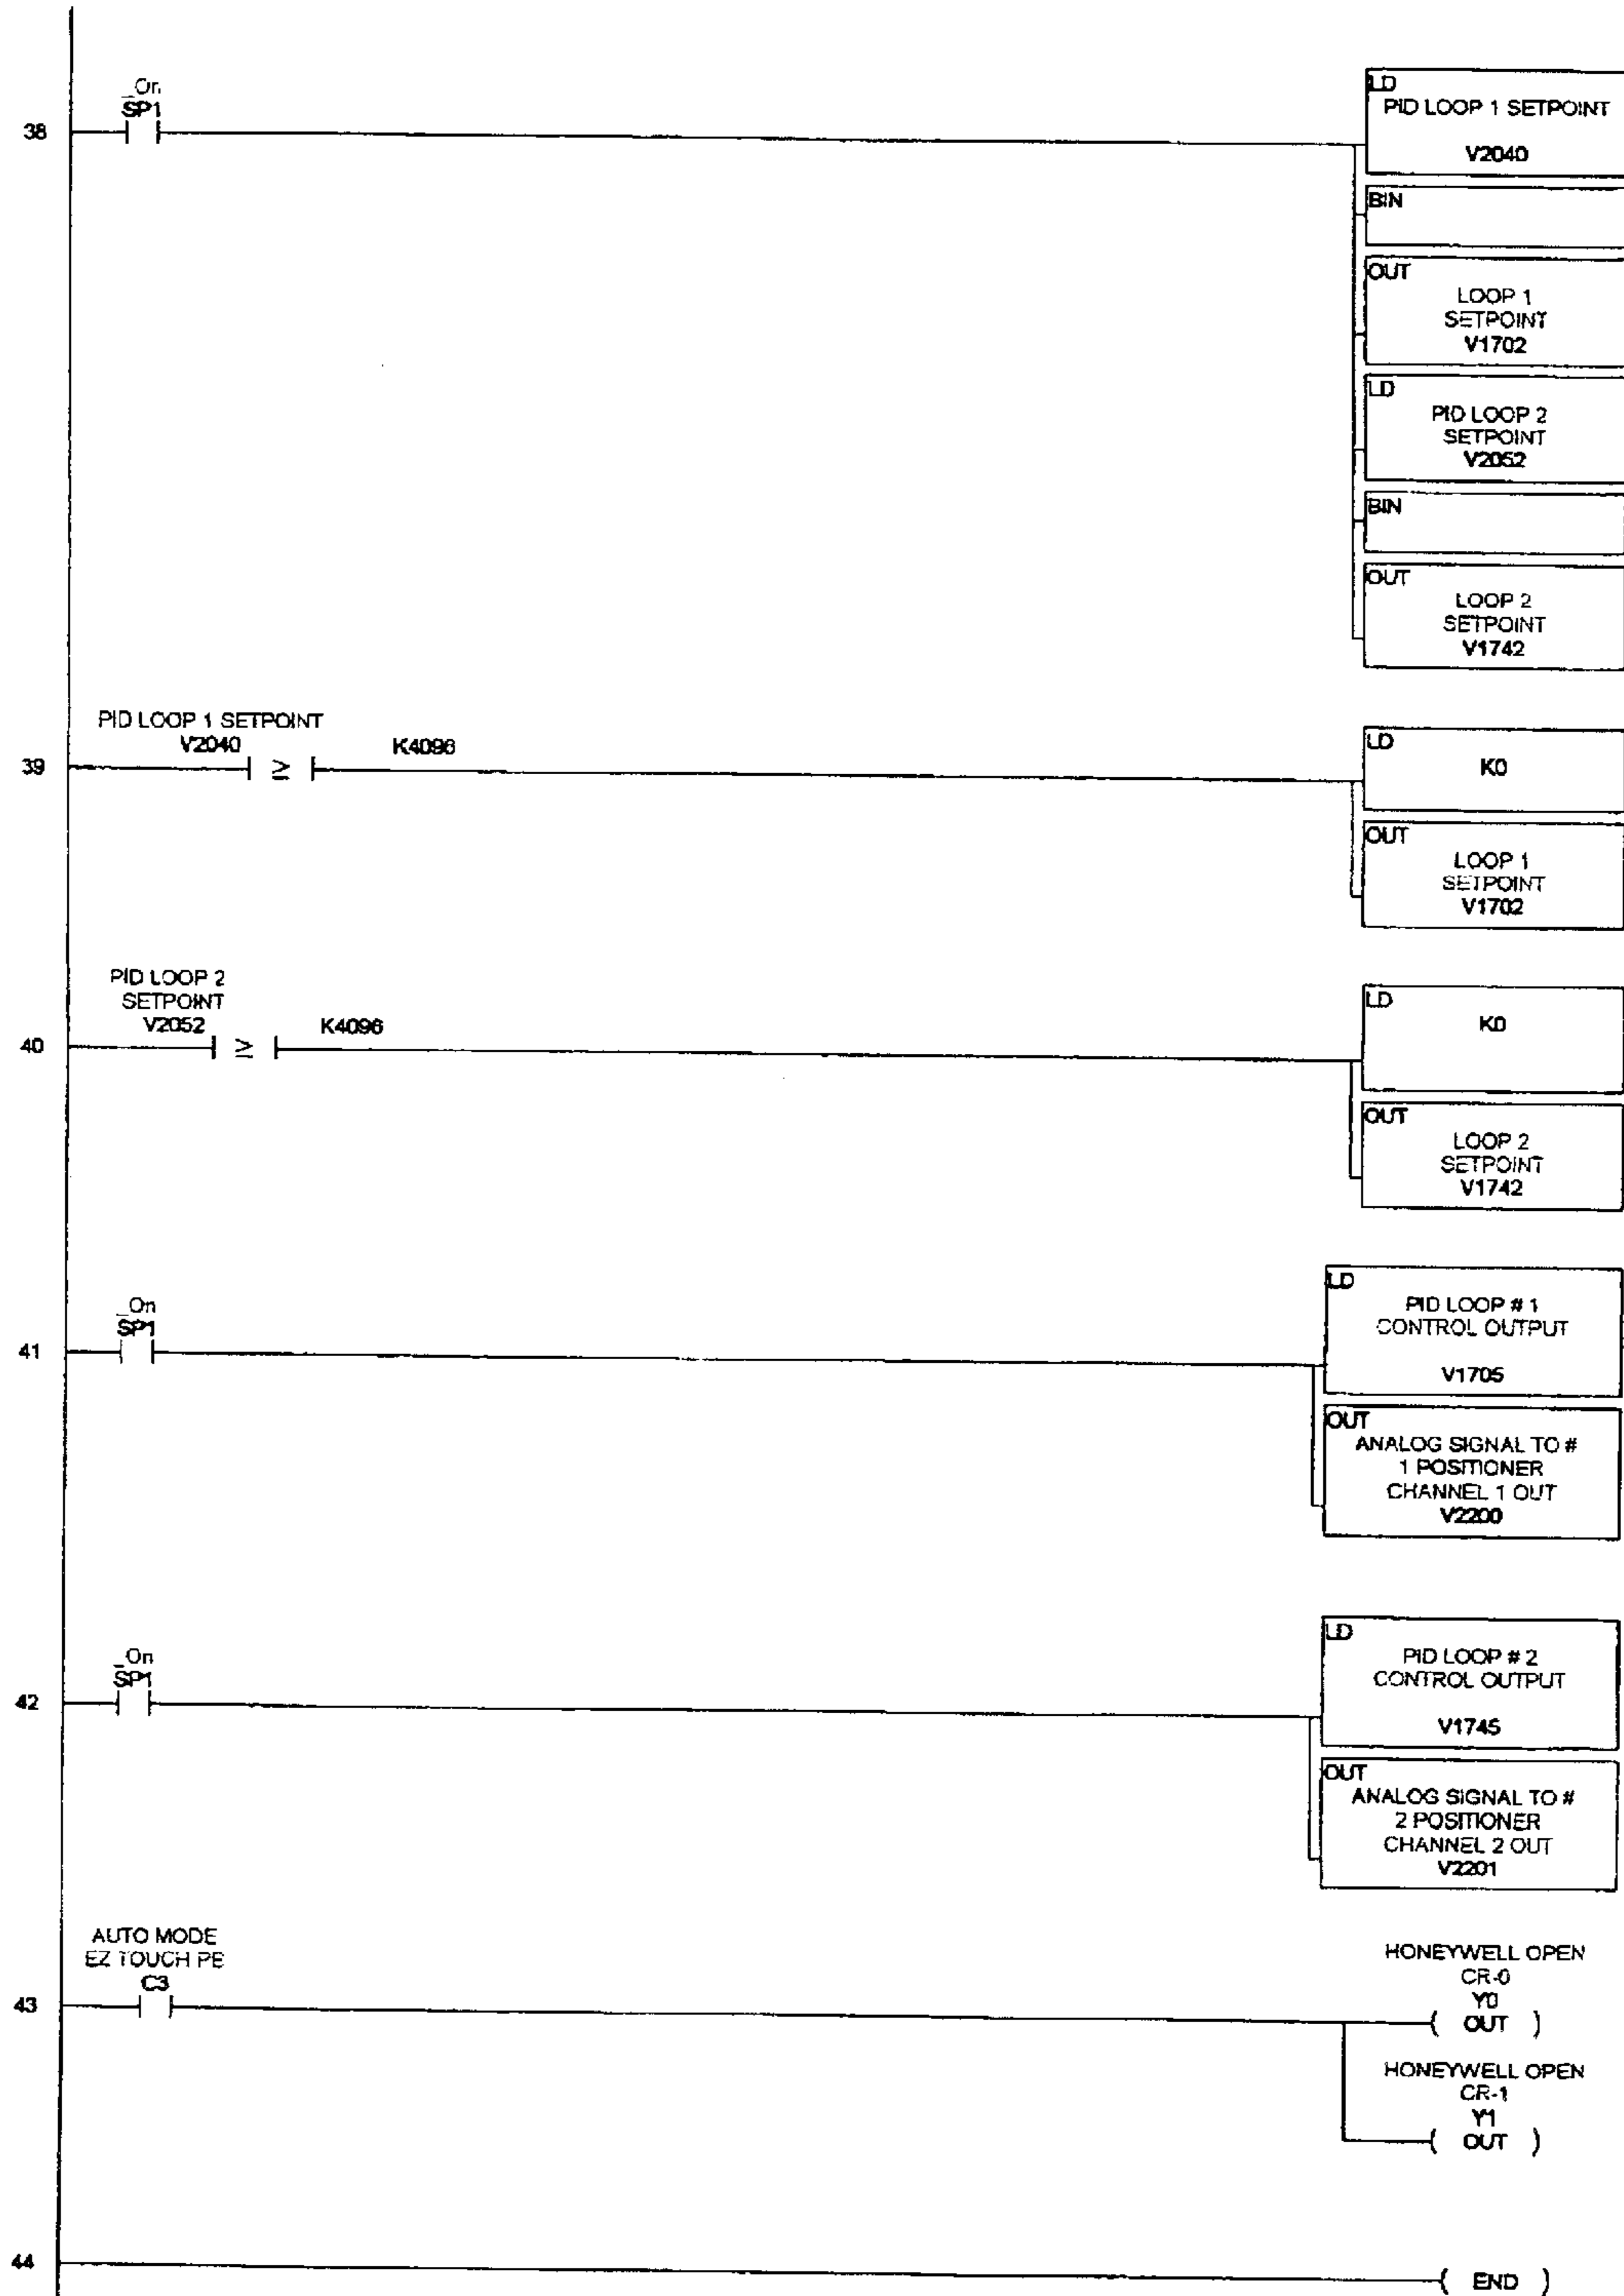 _On
SP1
38
LD
PID LOOP 1 SETPOINT
V2040
BIN
OUT
LOOP 1
SETPOINT
V1702
LD
PID LOOP 2
SETPOINT
V2052
BIN
OUT
LOOP 2
SETPOINT
V1742
PID LOOP 1 SETPOINT
V2040 K4096
39
≥
LD
K0
OUT
LOOP 1
SETPOINT
V1702
PID LOOP 2
SETPOINT
V2052 K4096
40
≥
LD
K0
OUT
LOOP 2
SETPOINT
V1742
_On
SP1
41
LD
PID LOOP # 1
CONTROL OUTPUT
V1705
OUT
ANALOG SIGNAL TO #
1 POSITIONER
CHANNEL 1 OUT
V2200
_On
SP1
42
LD
PID LOOP # 2
CONTROL OUTPUT
V1745
OUT
ANALOG SIGNAL TO #
2 POSITIONER
CHANNEL 2 OUT
V2201
AUTO MODE
EZ TOUCH PB
C3
43
HONEYWELL OPEN
CR-0
Y0
( OUT )
HONEYWELL OPEN
CR-1
Y1
( OUT )
44
( END )